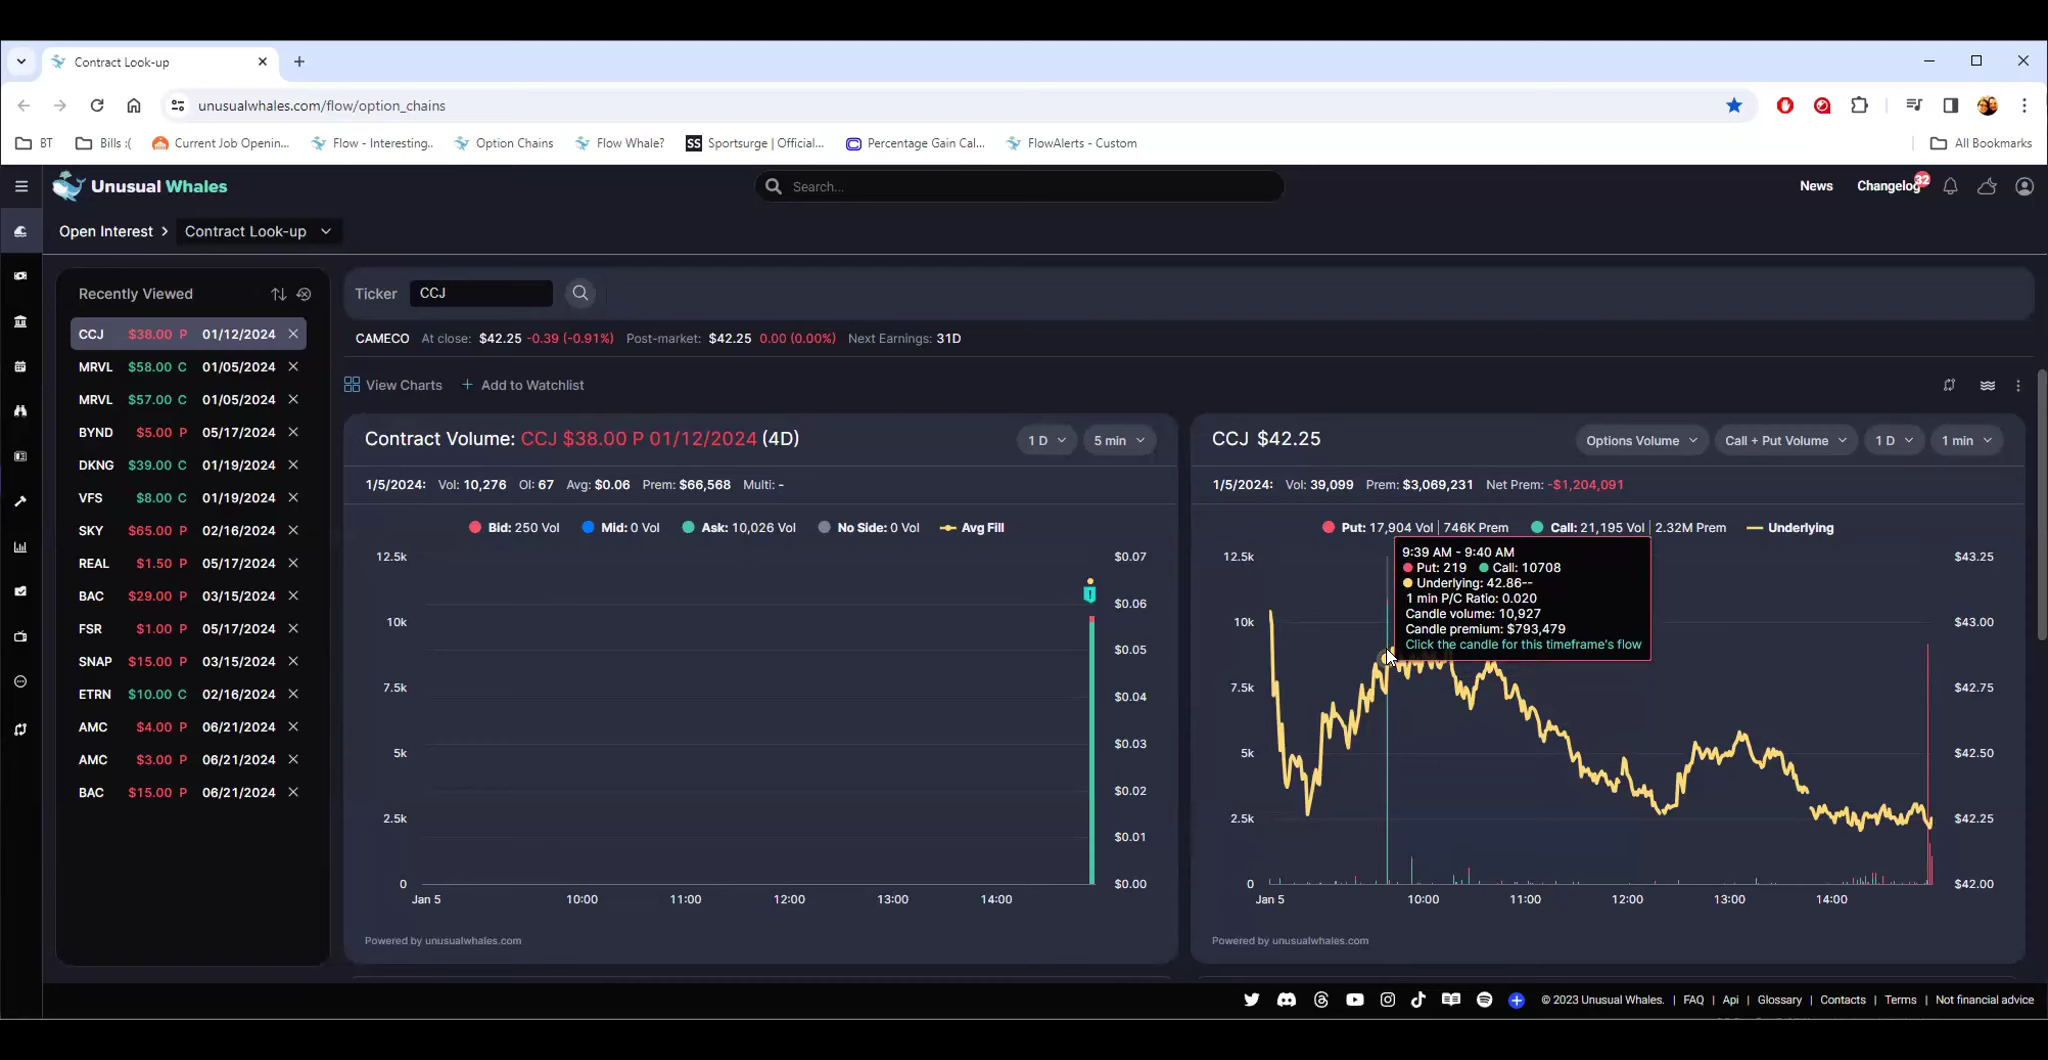 Contract Look-up
unusualwhales.com/flow/option_chains
BT
Bills :(
Current Job Openin...
Flow - Interesting..
Option Chains
Flow Whale?
SS Sportsurge | Official...
Percentage Gain Cal...
FlowAlerts - Custom
All Bookmarks
Unusual Whales
Search...
News
Changelog
32
Open Interest > Contract Look-up
Recently Viewed
CCJ $38.00 P 01/12/2024
MRVL $58.00 C 01/05/2024
MRVL $57.00 C 01/05/2024
BYND $5.00 P 05/17/2024
DKNG $39.00 C 01/19/2024
VFS $8.00 C 01/19/2024
SKY $65.00 P 02/16/2024
REAL $1.50 P 05/17/2024
BAC $29.00 P 03/15/2024
FSR $1.00 P 05/17/2024
SNAP $15.00 P 03/15/2024
ETRN $10.00 C 02/16/2024
AMC $4.00 P 06/21/2024
AMC $3.00 P 06/21/2024
BAC $15.00 P 06/21/2024
Ticker CCJ
CAMECO At close: $42.25 -0.39 (-0.91%) Post-market: $42.25 0.00 (0.00%) Next Earnings: 31D
View Charts + Add to Watchlist
Contract Volume: CCJ $38.00 P 01/12/2024 (4D)
1 D
5 min
1/5/2024: Vol: 10,276 OI: 67 Avg: $0.06 Prem: $66,568 Multi: -
Bid: 250 Vol Mid: 0 Vol Ask: 10,026 Vol No Side: 0 Vol Avg Fill
12.5k $0.07
$0.06
10k
$0.05
7.5k
$0.04
5k
$0.03
$0.02
2.5k
$0.01
0 $0.00
Jan 5 10:00 11:00 12:00 13:00 14:00
Powered by unusualwhales.com
CCJ $42.25
Options Volume
Call + Put Volume
1 D
1 min
1/5/2024: Vol: 39,099 Prem: $3,069,231 Net Prem: -$1,204,091
Put: 17,904 Vol | 746K Prem Call: 21,195 Vol | 2.32M Prem Underlying
9:39 AM - 9:40 AM
Put: 219 Call: 10708
Underlying: 42.86--
1 min P/C Ratio: 0.020
Candle volume: 10,927
Candle premium: $793,479
Click the candle for this timeframe's flow
12.5k $43.25
10k $43.00
7.5k $42.75
5k $42.50
2.5k $42.25
0 $42.00
Jan 5 10:00 11:00 12:00 13:00 14:00
Powered by unusualwhales.com
© 2023 Unusual Whales. | FAQ | Api | Glossary | Contacts | Terms | Not financial advice